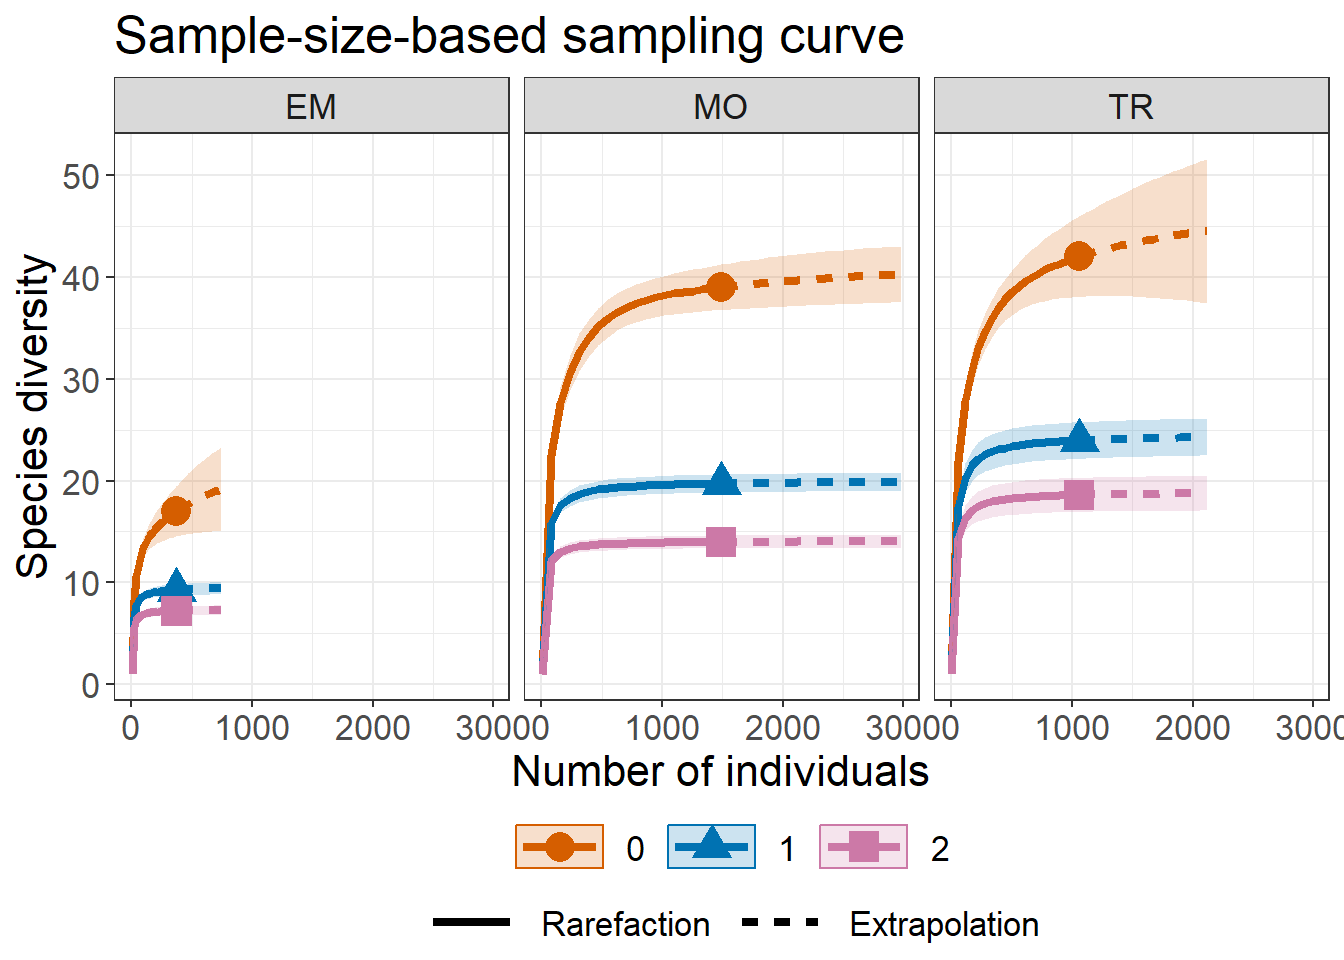 Sample-size-based sampling curve
EM MO TR
Species diversity
50
40
30
20
10
0
0 1000 2000 3000 0 1000 2000 3000 0 1000 2000 3000
Number of individuals
0 1 2
Rarefaction Extrapolation